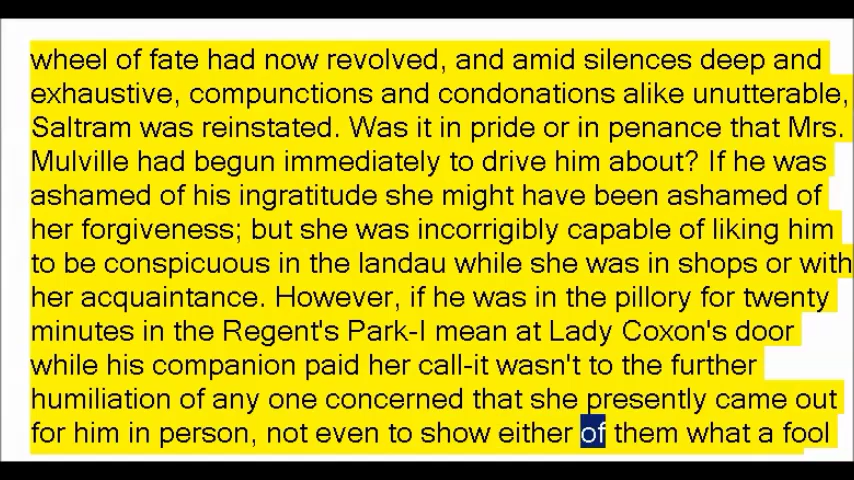 wheel of fate had now revolved, and amid silences deep and
exhaustive, compunctions and condonations alike unutterable,
Saltram was reinstated. Was it in pride or in penance that Mrs.
Mulville had begun immediately to drive him about? If he was
ashamed of his ingratitude she might have been ashamed of
her forgiveness; but she was incorrigibly capable of liking him
to be conspicuous in the landau while she was in shops or with
her acquaintance. However, if he was in the pillory for twenty
minutes in the Regent's Park-I mean at Lady Coxon's door
while his companion paid her call-it wasn't to the further
humiliation of any one concerned that she presently came out
for him in person, not even to show either of them what a fool